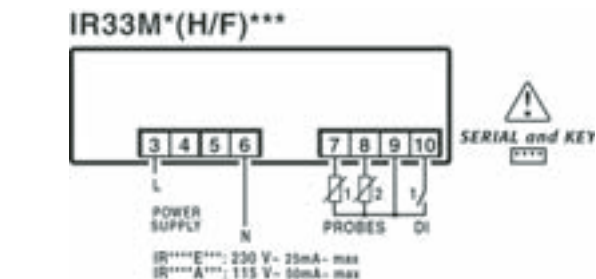 IR33M*(H/F)***
3 4 5 6 7 8 9 10
SERIAL and KEY
L
1 2 1
POWER
SUPPLY
N
PROBES DI
IR****E***: 230 V~ 25mA~ max
IR****A***: 115 V~ 50mA~ max